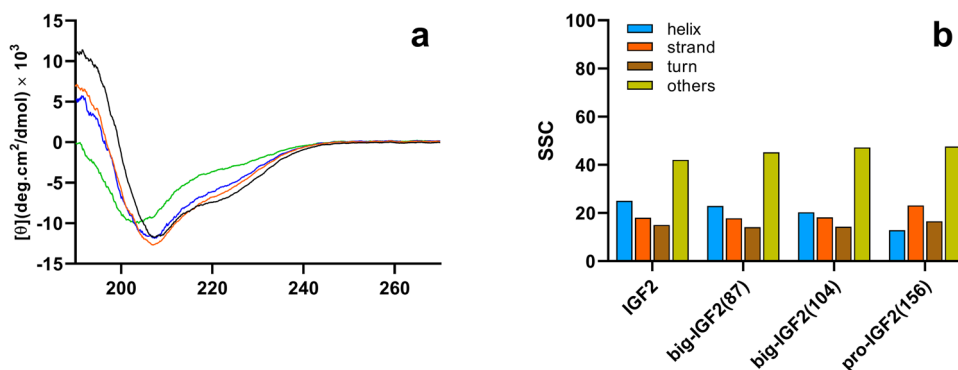 a
[θ](deg.cm²/dmol) × 10³
15
10
5
0
-5
-10
-15
200
220
240
260
b
helix
strand
turn
others
SSC
100
80
60
40
20
0
IGF2
big-IGF2(87)
big-IGF2(104)
pro-IGF2(156)